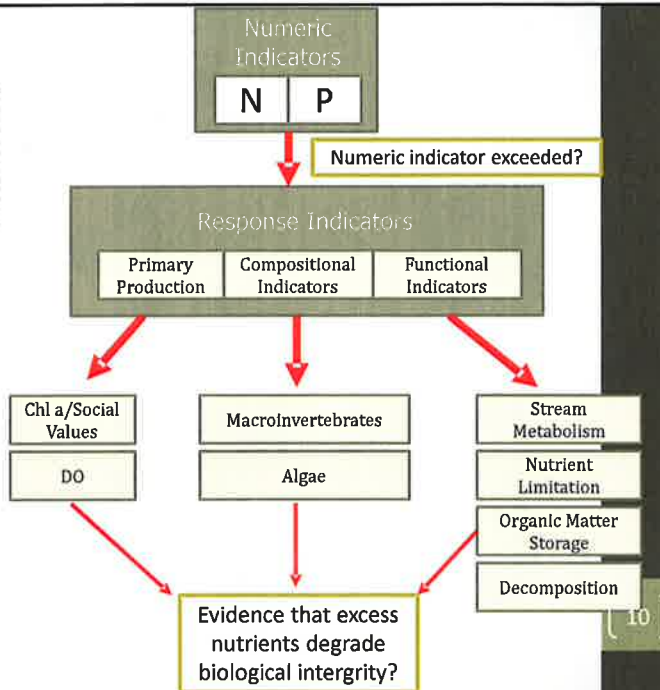 Numeric
Indicators
N P
Numeric indicator exceeded?
Response Indicators
Primary
Production
Compositional
Indicators
Functional
Indicators
Chl a/Social
Values
DO
Macroinvertebrates
Algae
Stream
Metabolism
Nutrient
Limitation
Organic Matter
Storage
Decomposition
Evidence that excess
nutrients degrade
biological intergrity?
10